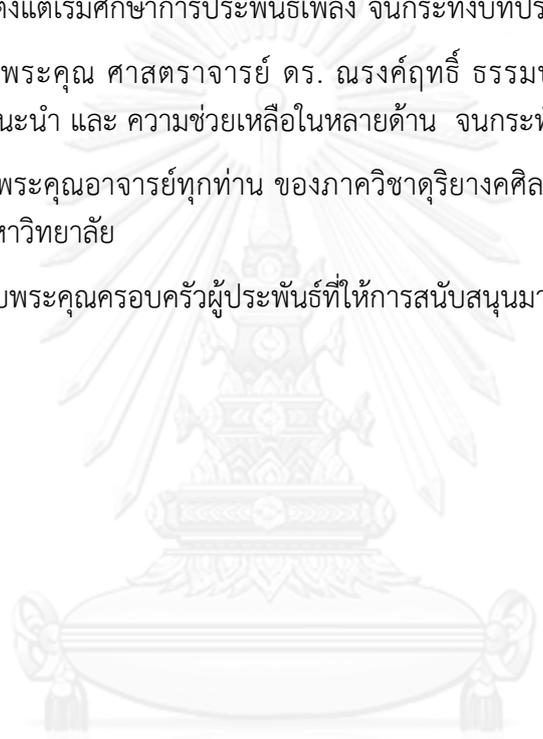 ตั้งแต่เริ่มศึกษาการประพันธ์เพลง จนกระทั่งบทปร
พระคุณ ศาสตราจารย์ ดร. ณรงค์ฤทธิ์ ธรรม
นะนำ และ ความช่วยเหลือในหลายด้าน จนกระ
พระคุณอาจารย์ทุกท่าน ของภาควิชาดุริยางคศิล
หาวิทยาลัย
บพระคุณครอบครัวผู้ประพันธ์ที่ให้การสนับสนุนมา